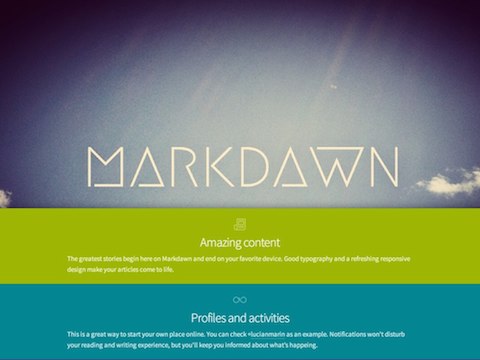 MARKDAWN
Amazing content
The greatest stories begin here on Markdawn and end on your favorite device. Good typography and a refreshing responsive
design make your articles come to life.
Profiles and activities
This is a great way to start your own place online. You can check +lucianmarin as an example. Notifications won't disturb
your reading and writing experience, but you'll keep you informed about what's happeing.